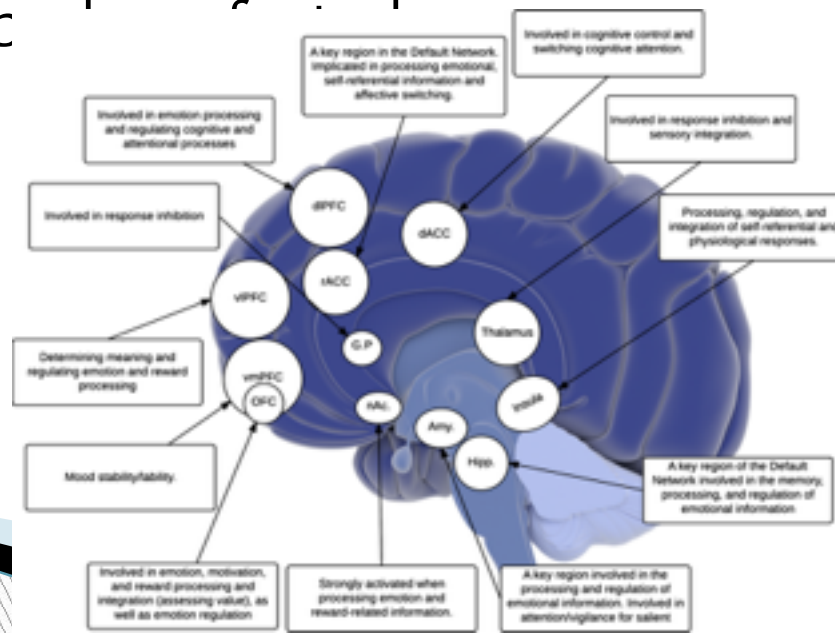 Involved in cognitive control and
switching cognitive attention.
A key region in the Default Network.
Implicated in processing emotional,
self-referential information and
affective switching.
Involved in emotion processing
and regulating cognitive and
attentional processes
Involved in response inhibition and
sensory integration.
Involved in response inhibition
Processing, regulation, and
integration of self-referential and
physiological responses.
dlPFC
dACC
rACC
vlPFC
Thalamus
G.P
Determining meaning and
regulating emotion and reward
processing
vmPFC
OFC
nAc.
Insula
Amy.
Hipp.
Mood stability/lability.
A key region of the Default
Network involved in the memory,
processing, and regulation of
emotional information
Involved in emotion, motivation,
and reward processing and
integration (assessing value), as
well as emotion regulation
Strongly activated when
processing emotion and
reward-related information.
A key region involved in the
processing and regulation of
emotional information. Involved in
attention/vigilance for salient